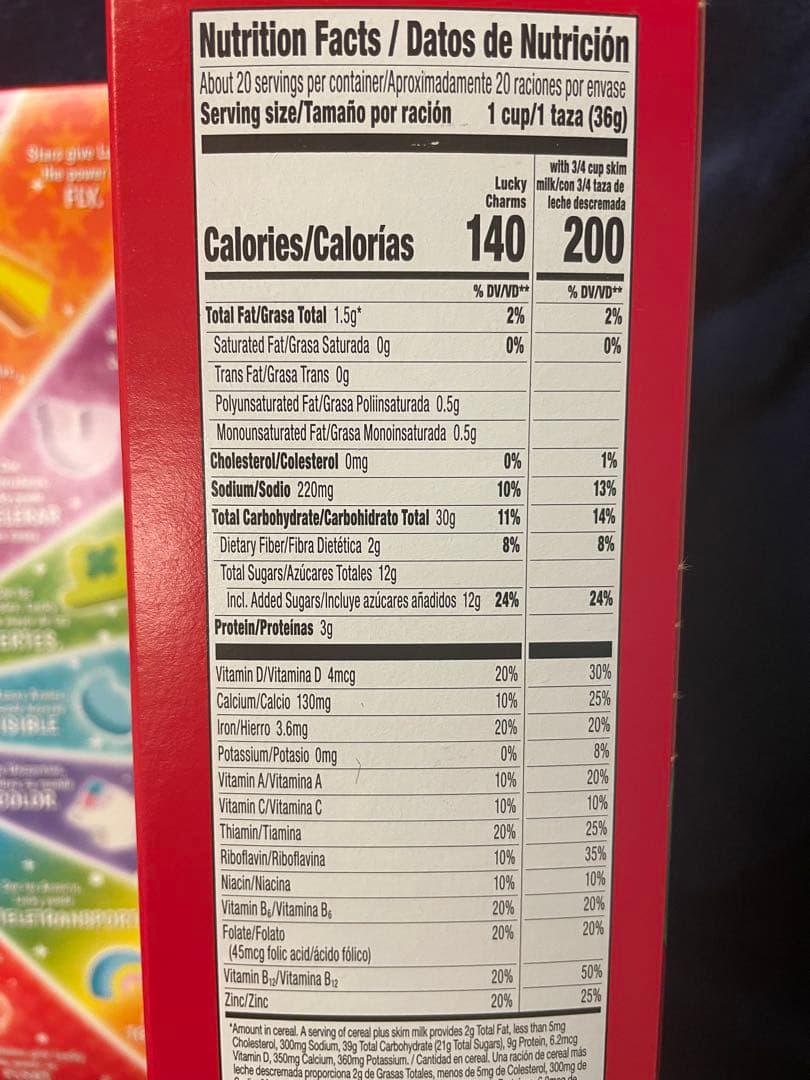 Nutrition Facts / Datos de Nutrición
About 20 servings per container/Aproximadamente 20 raciones por envase
Serving size/Tamaño por ración 1 cup/1 taza (36g)
Lucky Charms with 3/4 cup skim milk/con 3/4 taza de leche descremada
Calories/Calorías 140 200
% DV/VD** % DV/VD**
Total Fat/Grasa Total 1.5g* 2% 2%
Saturated Fat/Grasa Saturada 0g 0% 0%
Trans Fat/Grasa Trans 0g
Polyunsaturated Fat/Grasa Poliinsaturada 0.5g
Monounsaturated Fat/Grasa Monoinsaturada 0.5g
Cholesterol/Colesterol 0mg 0% 1%
Sodium/Sodio 220mg 10% 13%
Total Carbohydrate/Carbohidrato Total 30g 11% 14%
Dietary Fiber/Fibra Dietética 2g 8% 8%
Total Sugars/Azúcares Totales 12g
Incl. Added Sugars/Incluye azúcares añadidos 12g 24% 24%
Protein/Proteínas 3g
Vitamin D/Vitamina D 4mcg 20% 30%
Calcium/Calcio 130mg 10% 25%
Iron/Hierro 3.6mg 20% 20%
Potassium/Potasio 0mg 0% 8%
Vitamin A/Vitamina A 10% 20%
Vitamin C/Vitamina C 10% 10%
Thiamin/Tiamina 20% 25%
Riboflavin/Riboflavina 10% 35%
Niacin/Niacina 10% 10%
Vitamin B6/Vitamina B6 20% 20%
Folate/Folato 20% 20%
(45mcg folic acid/ácido fólico)
Vitamin B12/Vitamina B12 20% 50%
Zinc/Zinc 20% 25%
*Amount in cereal. A serving of cereal plus skim milk provides 2g Total Fat, less than 5mg
Cholesterol, 300mg Sodium, 39g Total Carbohydrate (21g Total Sugars), 9g Protein, 6.2mcg
Vitamin D, 350mg Calcium, 360mg Potassium. / Cantidad en cereal. Una ración de cereal más
leche descremada proporciona 2g de Grasas Totales, menos de 5mg de Colesterol, 300mg de
Stars give
the power
FLY.